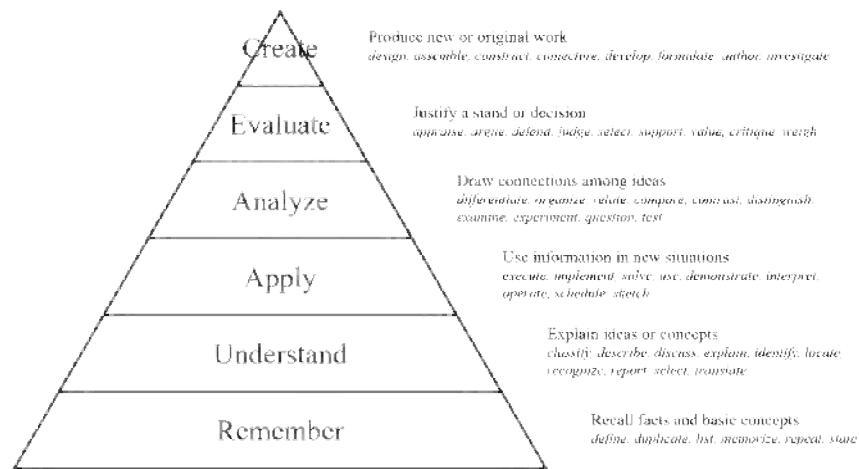 Create
Produce new or original work
design, assemble, construct, conjecture, develop, formulate, author, investigate
Evaluate
Justify a stand or decision
appraise, argue, defend, judge, select, support, value, critique, weigh
Analyze
Draw connections among ideas
differentiate, organize, relate, compare, contrast, distinguish,
examine, experiment, question, test
Apply
Use information in new situations
execute, implement, solve, use, demonstrate, interpret,
operate, schedule, sketch
Understand
Explain ideas or concepts
classify, describe, discuss, explain, identify, locate,
recognize, report, select, translate
Remember
Recall facts and basic concepts
define, duplicate, list, memorize, repeat, state